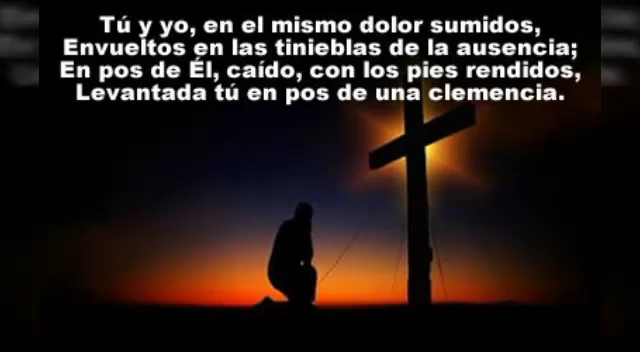 Tú y yo, en el mismo dolor sumidos,
Envueltos en las tinieblas de la ausencia;
En pos de Él, caído, con los pies rendidos,
Levantada tú en pos de una clemencia.